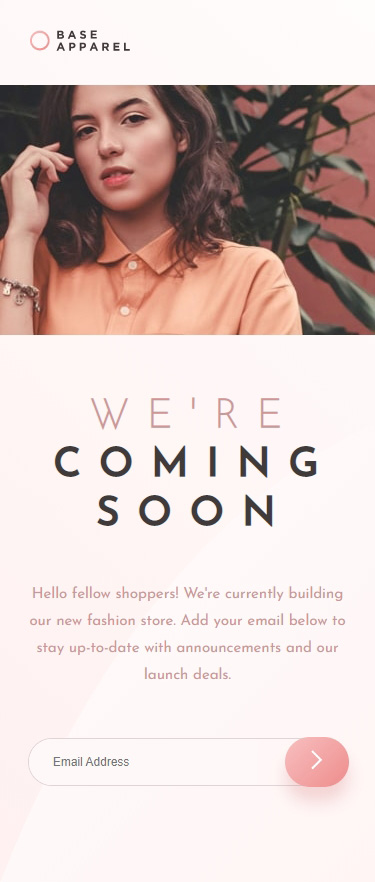 BASE
APPAREL
WE'RE
COMING
SOON
Hello fellow shoppers! We're currently building
our new fashion store. Add your email below to
stay up-to-date with announcements and our
launch deals.
Email Address